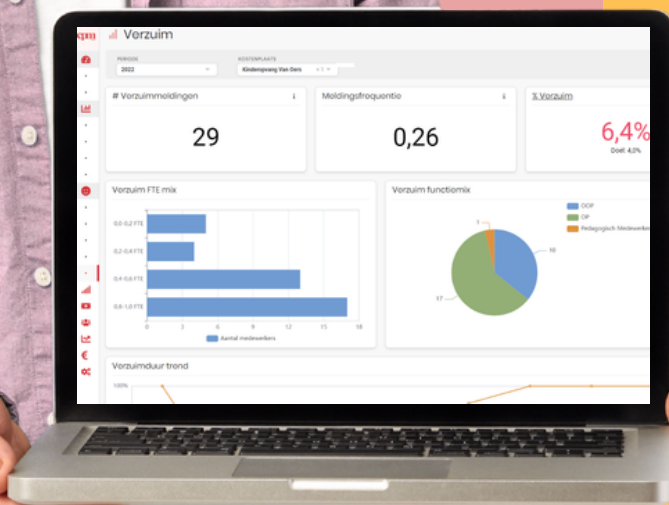 cpm
Verzuim
PERIODE
2022
KOSTENPLAATS
Kinderopvang Van Oers
+ 1
# Verzuimmeldingen
i
29
Meldingsfrequentie
i
0,26
% Verzuim
6,4%
Doel: 4,0%
Verzuim FTE mix
0,0-0,2 FTE
0,2-0,4 FTE
0,4-0,6 FTE
0,8-1,0 FTE
0 3 6 9 12 15 18
Aantal medewerkers
Verzuim functiemix
1
10
17
OOP
OP
Pedagogisch Medewerker
Verzuimduur trend
100%
€